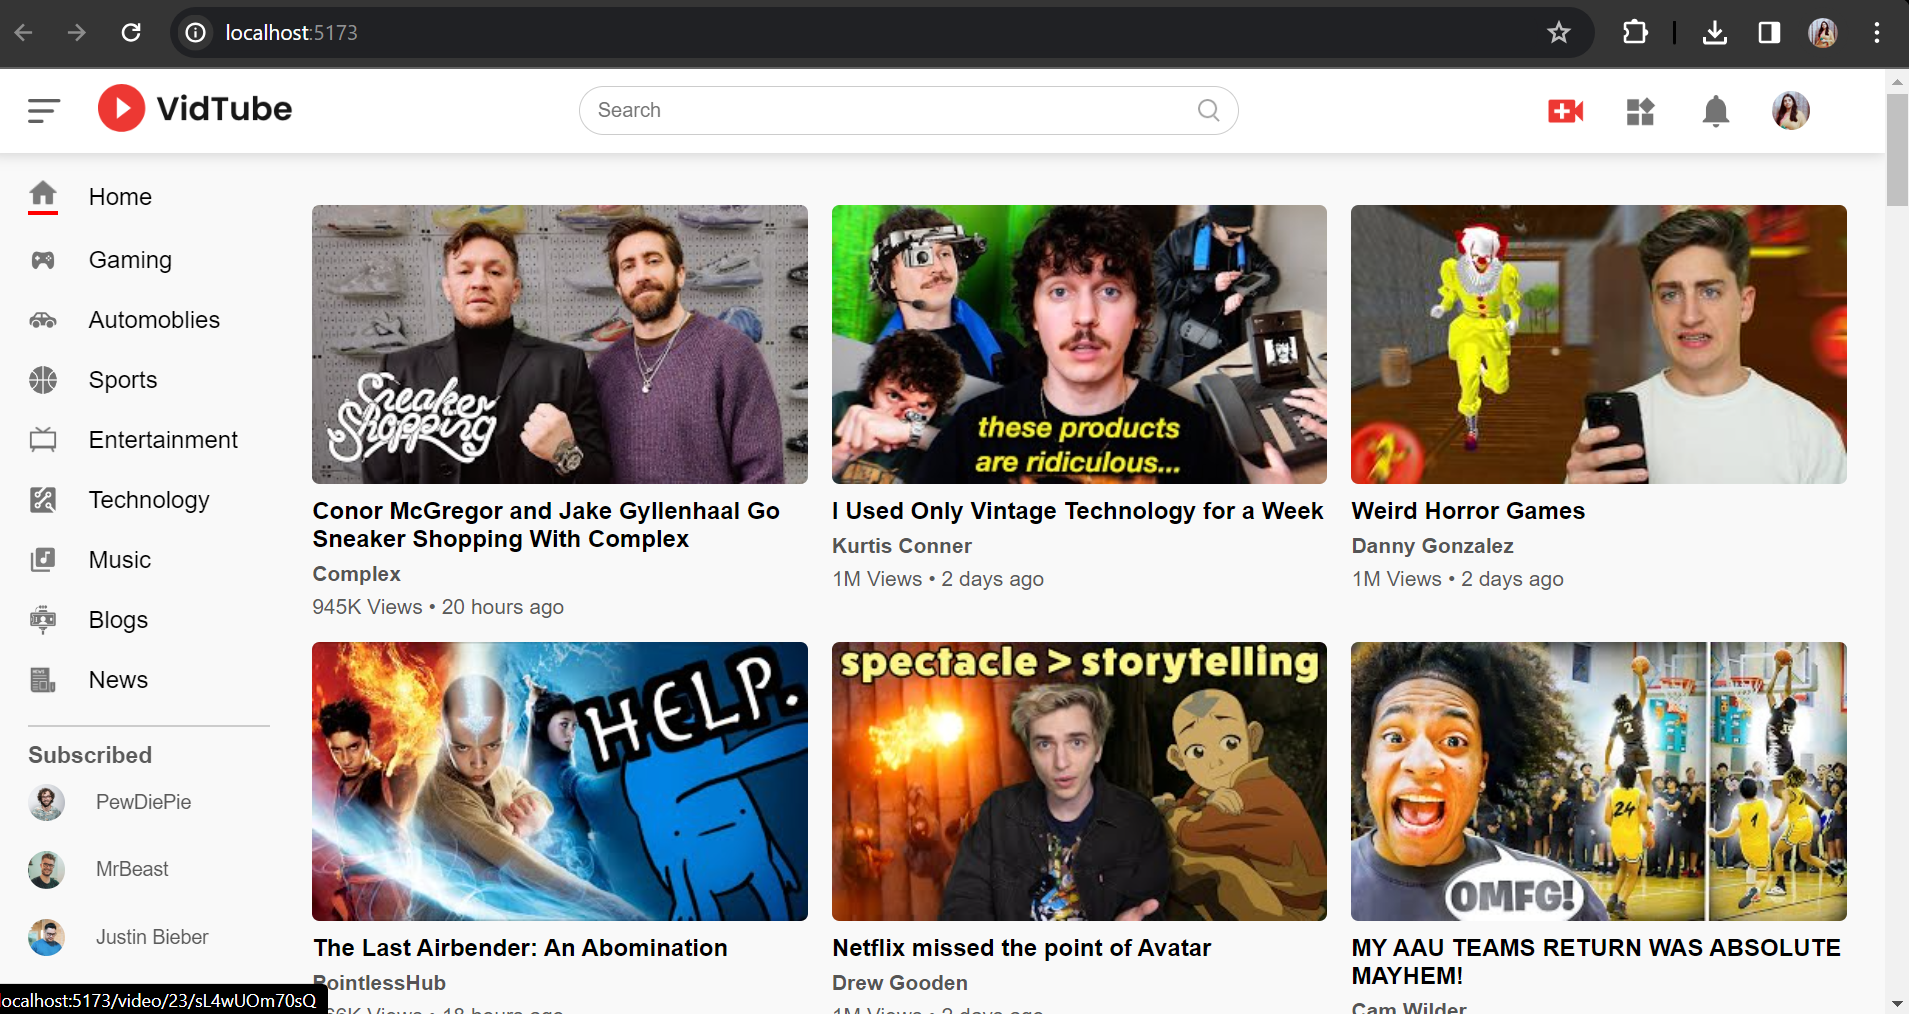 localhost:5173
VidTube
Search
Home
Gaming
Automoblies
Sports
Entertainment
Technology
Music
Blogs
News
Subscribed
PewDiePie
MrBeast
Justin Bieber
Sneaker
Shopping
Conor McGregor and Jake Gyllenhaal Go
Sneaker Shopping With Complex
Complex
945K Views • 20 hours ago
these products
are ridiculous...
I Used Only Vintage Technology for a Week
Kurtis Conner
1M Views • 2 days ago
Weird Horror Games
Danny Gonzalez
1M Views • 2 days ago
HELP.
The Last Airbender: An Abomination
PointlessHub
66K Views • 18 hours ago
spectacle > storytelling
Netflix missed the point of Avatar
Drew Gooden
1M Views • 2 days ago
2
24
1
OMFG!
MY AAU TEAMS RETURN WAS ABSOLUTE
MAYHEM!
Cam Wilder
ocalhost:5173/video/23/sL4wUOm70sQ